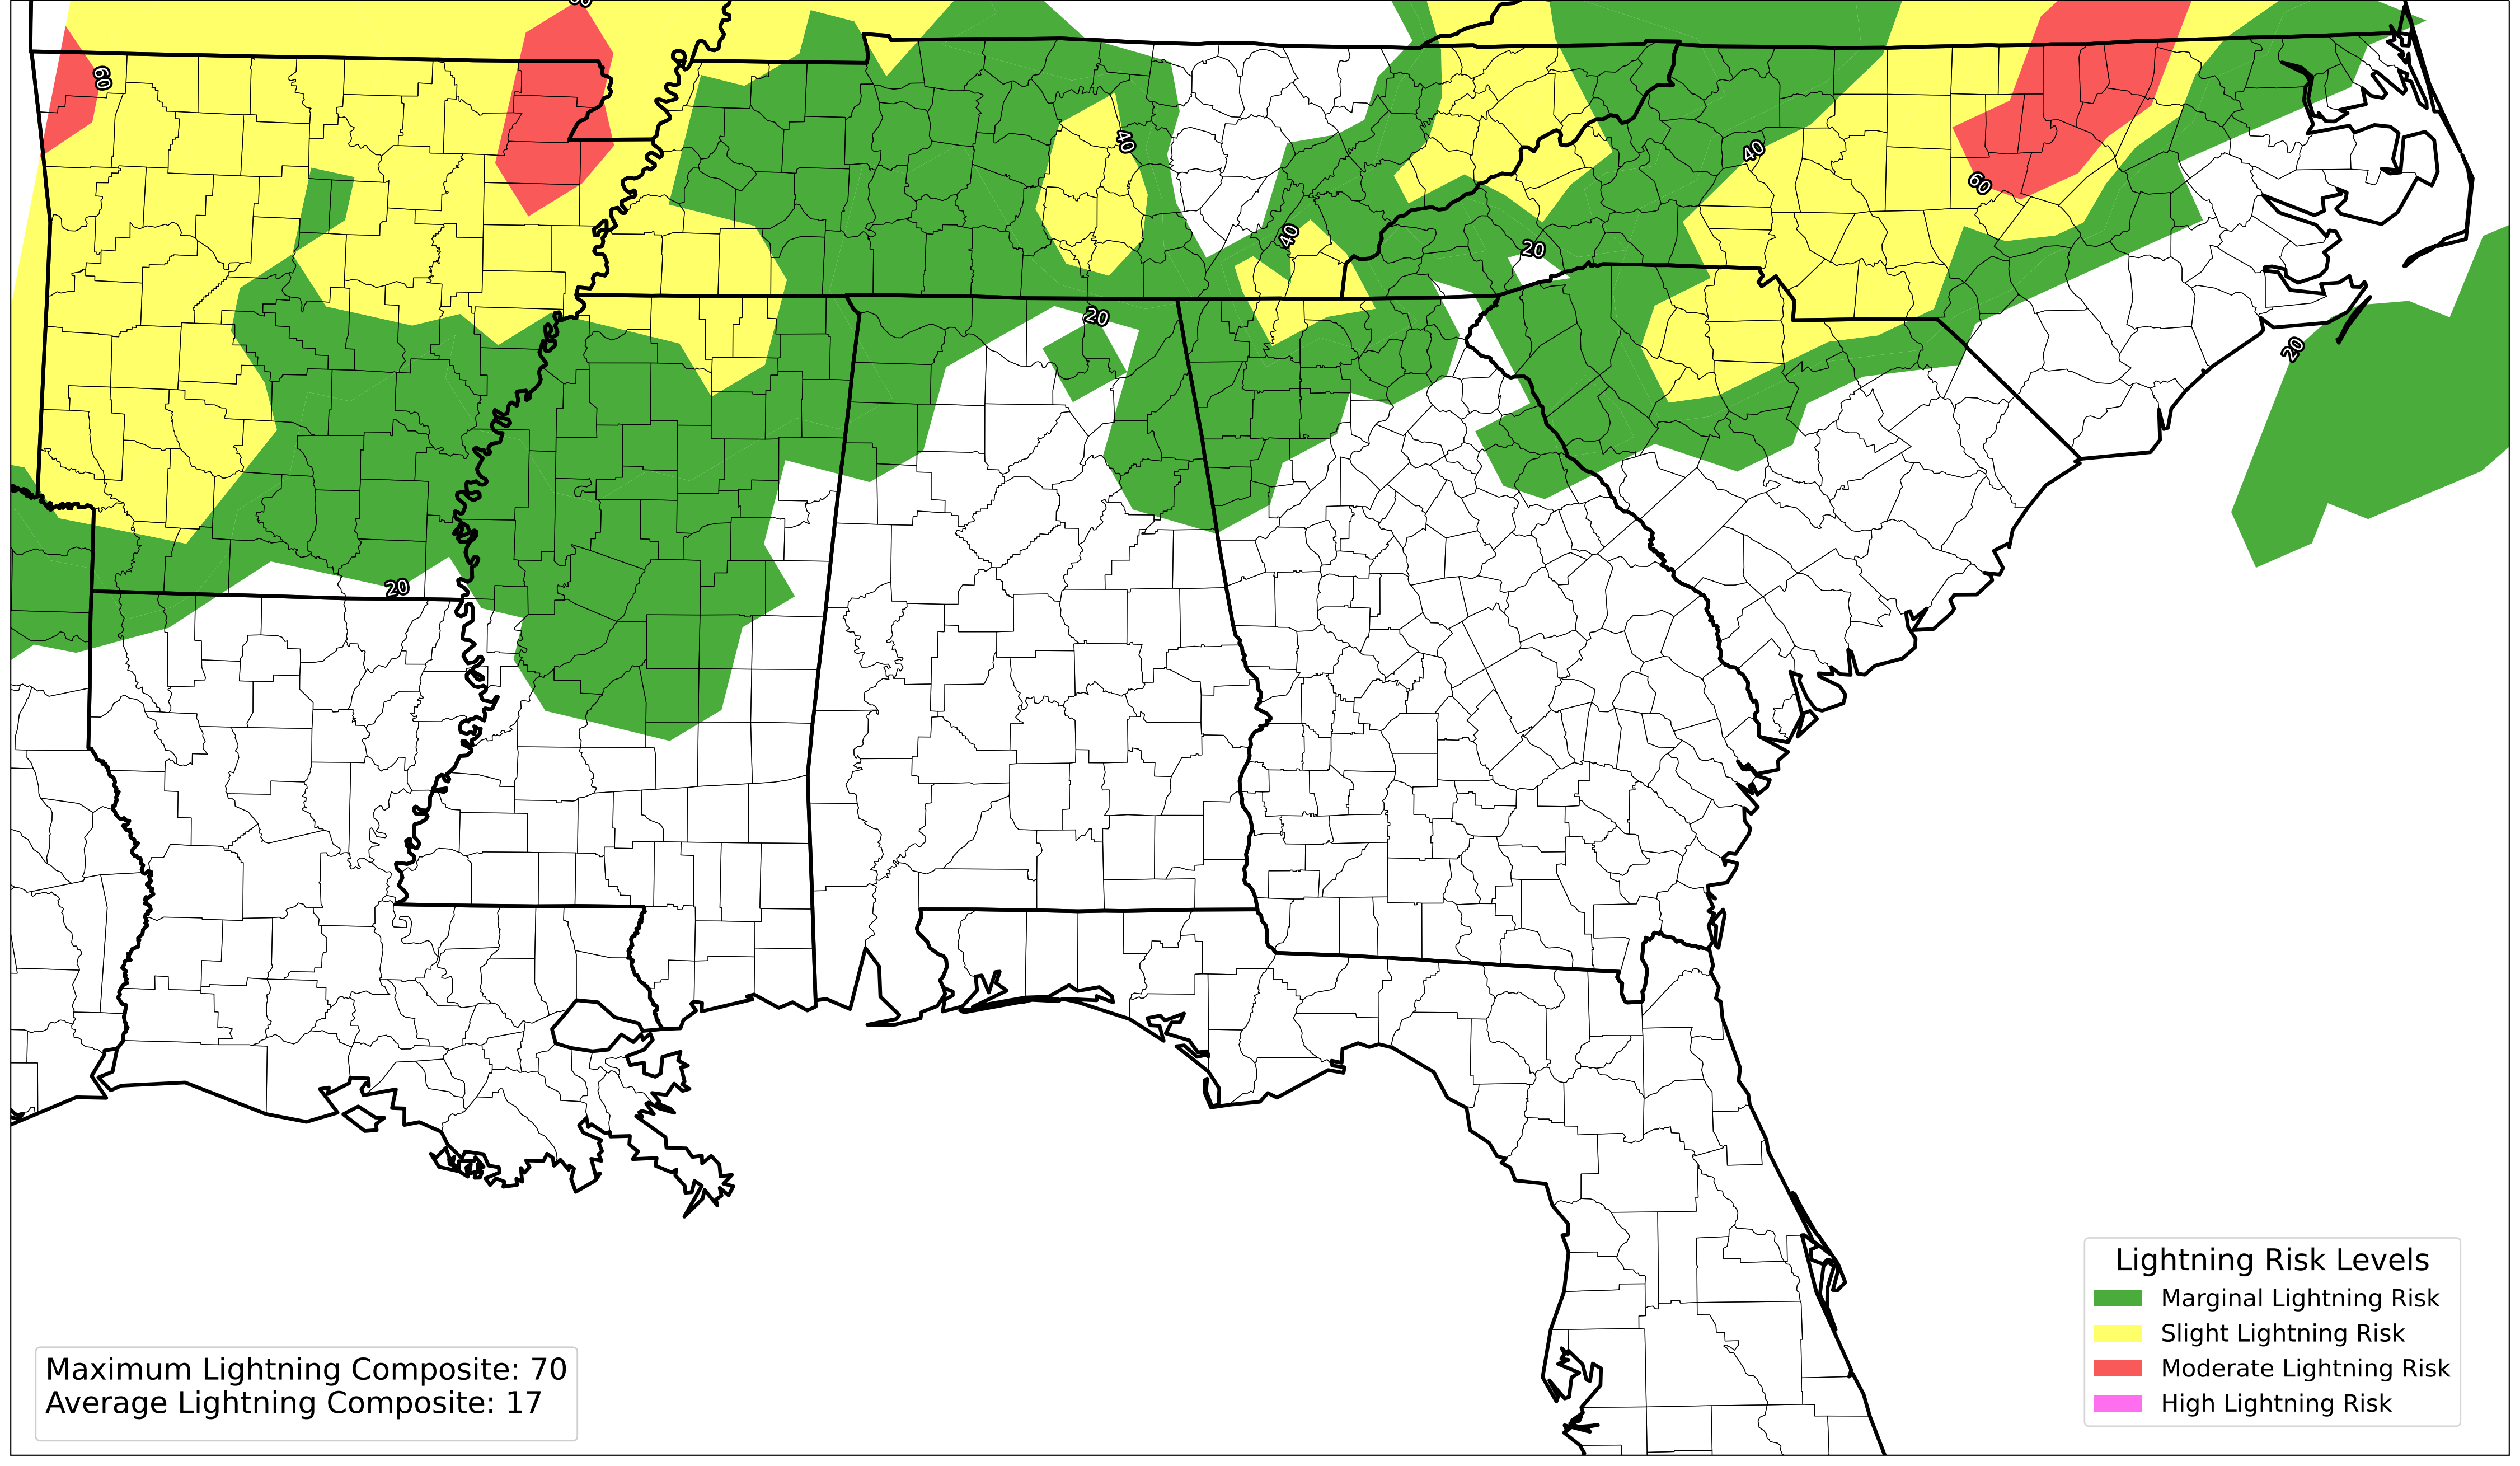 60
60
40
40
60
40
20
20
20
20
Lightning Risk Levels
Marginal Lightning Risk
Slight Lightning Risk
Moderate Lightning Risk
High Lightning Risk
Maximum Lightning Composite: 70
Average Lightning Composite: 17